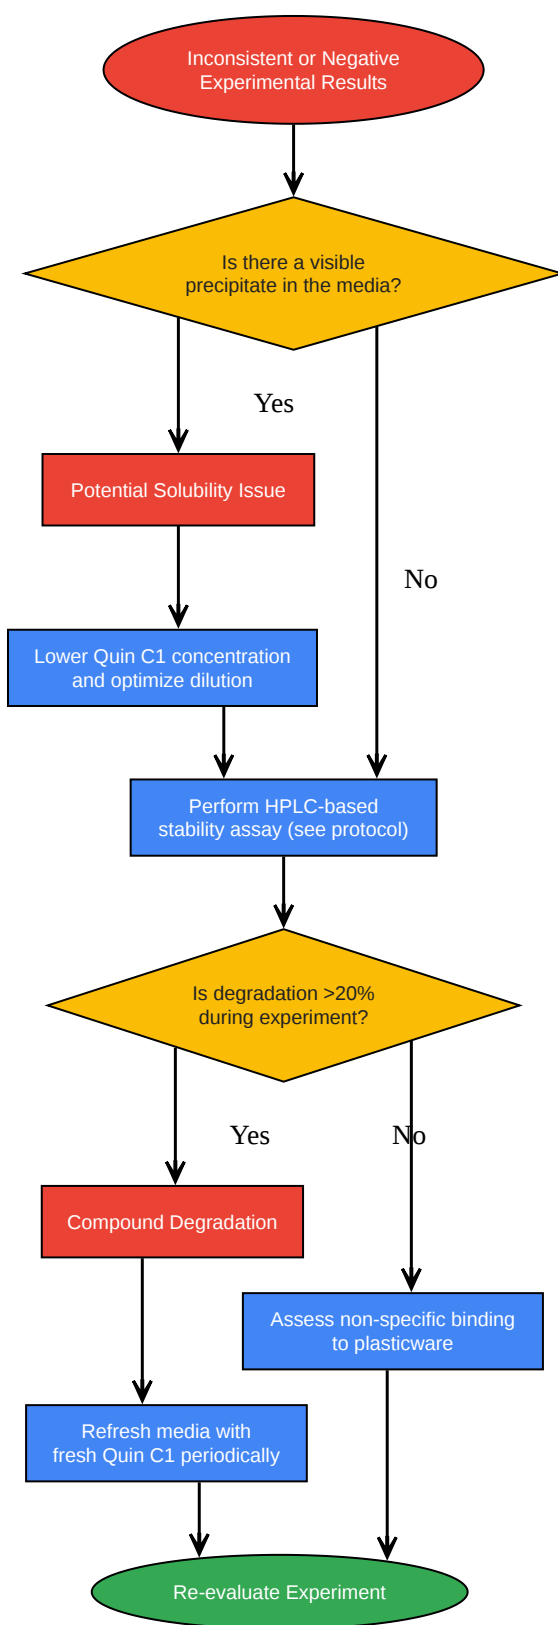 Inconsistent or Negative
Experimental Results
Is there a visible
precipitate in the media?
Yes
Potential Solubility Issue
No
Lower Quin C1 concentration
and optimize dilution
Perform HPLC-based
stability assay (see protocol)
Is degradation >20%
during experiment?
Yes
No
Compound Degradation
Assess non-specific binding
to plasticware
Refresh media with
fresh Quin C1 periodically
Re-evaluate Experiment